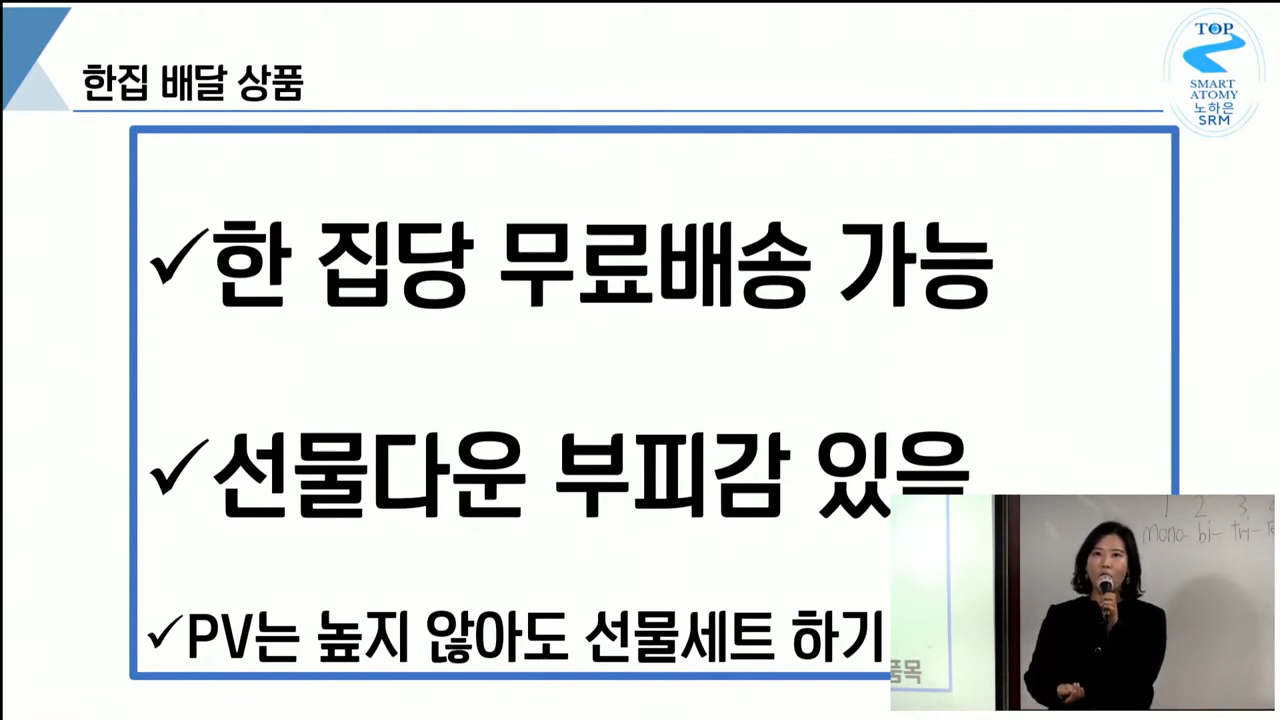 한집 배달 상품
TOP
SMART
ATOMY
노하은
SRM
✓한 집당 무료배송 가능
✓선물다운 부피감 있음
✓PV는 높지 않아도 선물세트 하기
1 2 3
mono- bi- tri-
품목